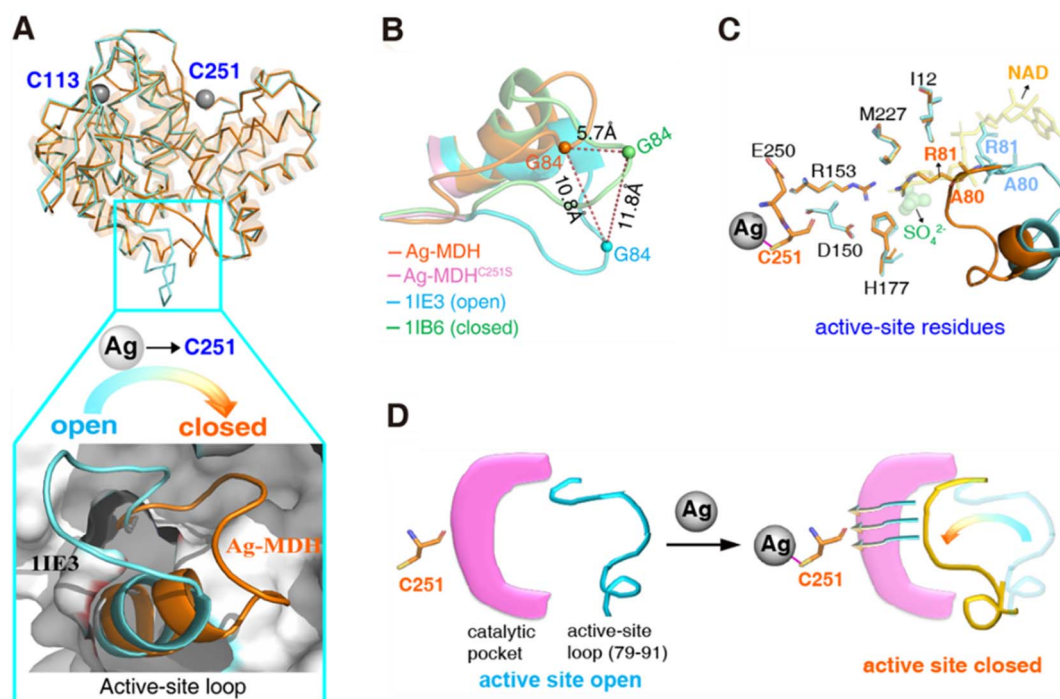 A
C113
C251
Ag
C251
open
closed
1IE3
Ag-MDH
Active-site loop
B
5.7Å
G84
G84
10.8Å
11.8Å
G84
Ag-MDH
Ag-MDH^C251S
1IE3 (open)
1IB6 (closed)
C
NAD
I12
M227
R81
R81
E250
R153
A80
A80
Ag
SO₄²⁻
C251
D150
H177
active-site residues
D
Ag
Ag
C251
C251
catalytic
pocket
active-site
loop (79-91)
active site open
active site closed